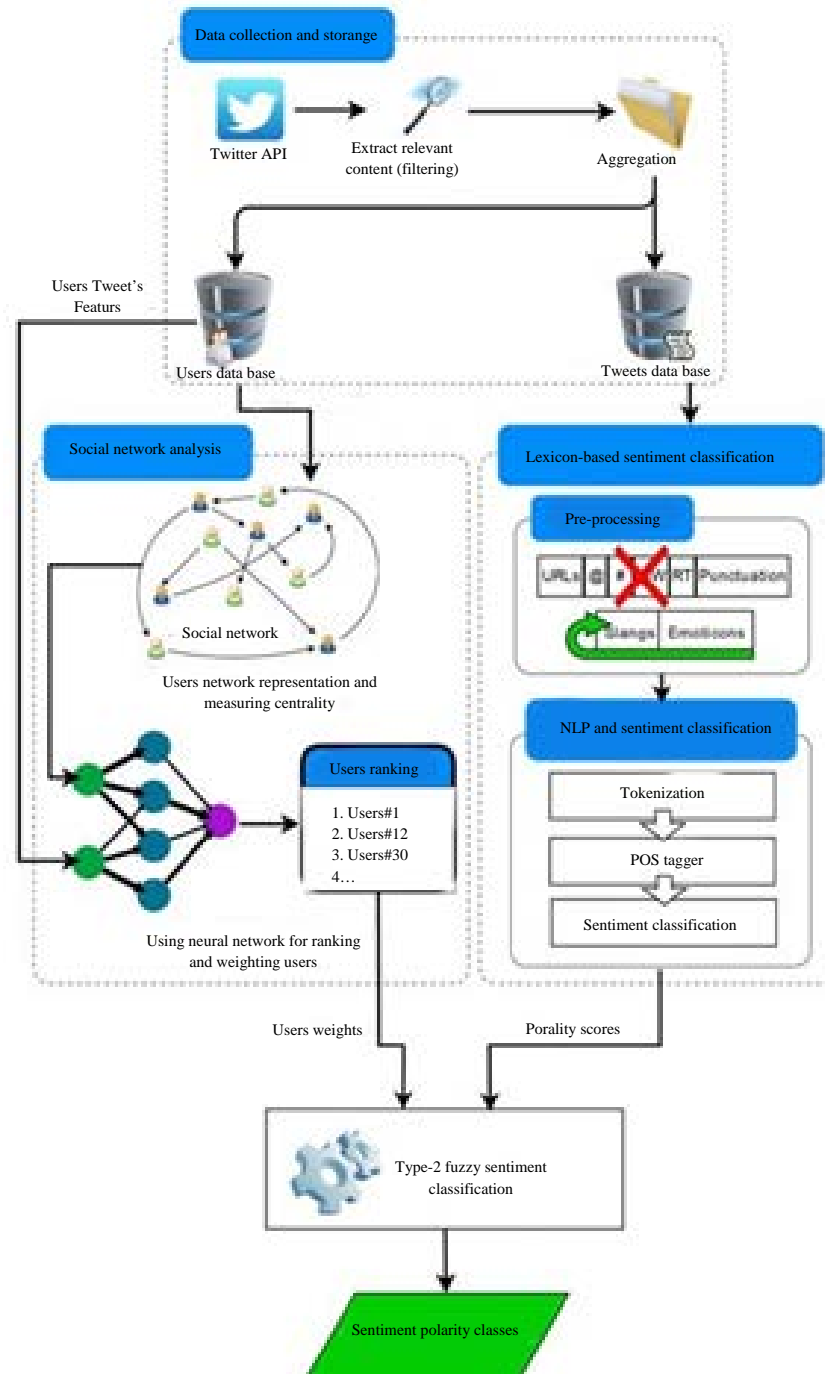 Data collection and storange
Twitter API
Extract relevant
content (filtering)
Aggregation
Users Tweet's
Featurs
Users data base
Tweets data base
Social network analysis
Social network
Users network representation and
measuring centrality
Users ranking
1. Users#1
2. Users#12
3. Users#30
4...
Using neural network for ranking
and weighting users
Lexicon-based sentiment classification
Pre-processing
URLs @ # RT Punctuation
Slangs Emoticons
NLP and sentiment classification
Tokenization
POS tagger
Sentiment classification
Users weights
Porality scores
Type-2 fuzzy sentiment
classification
Sentiment polarity classes